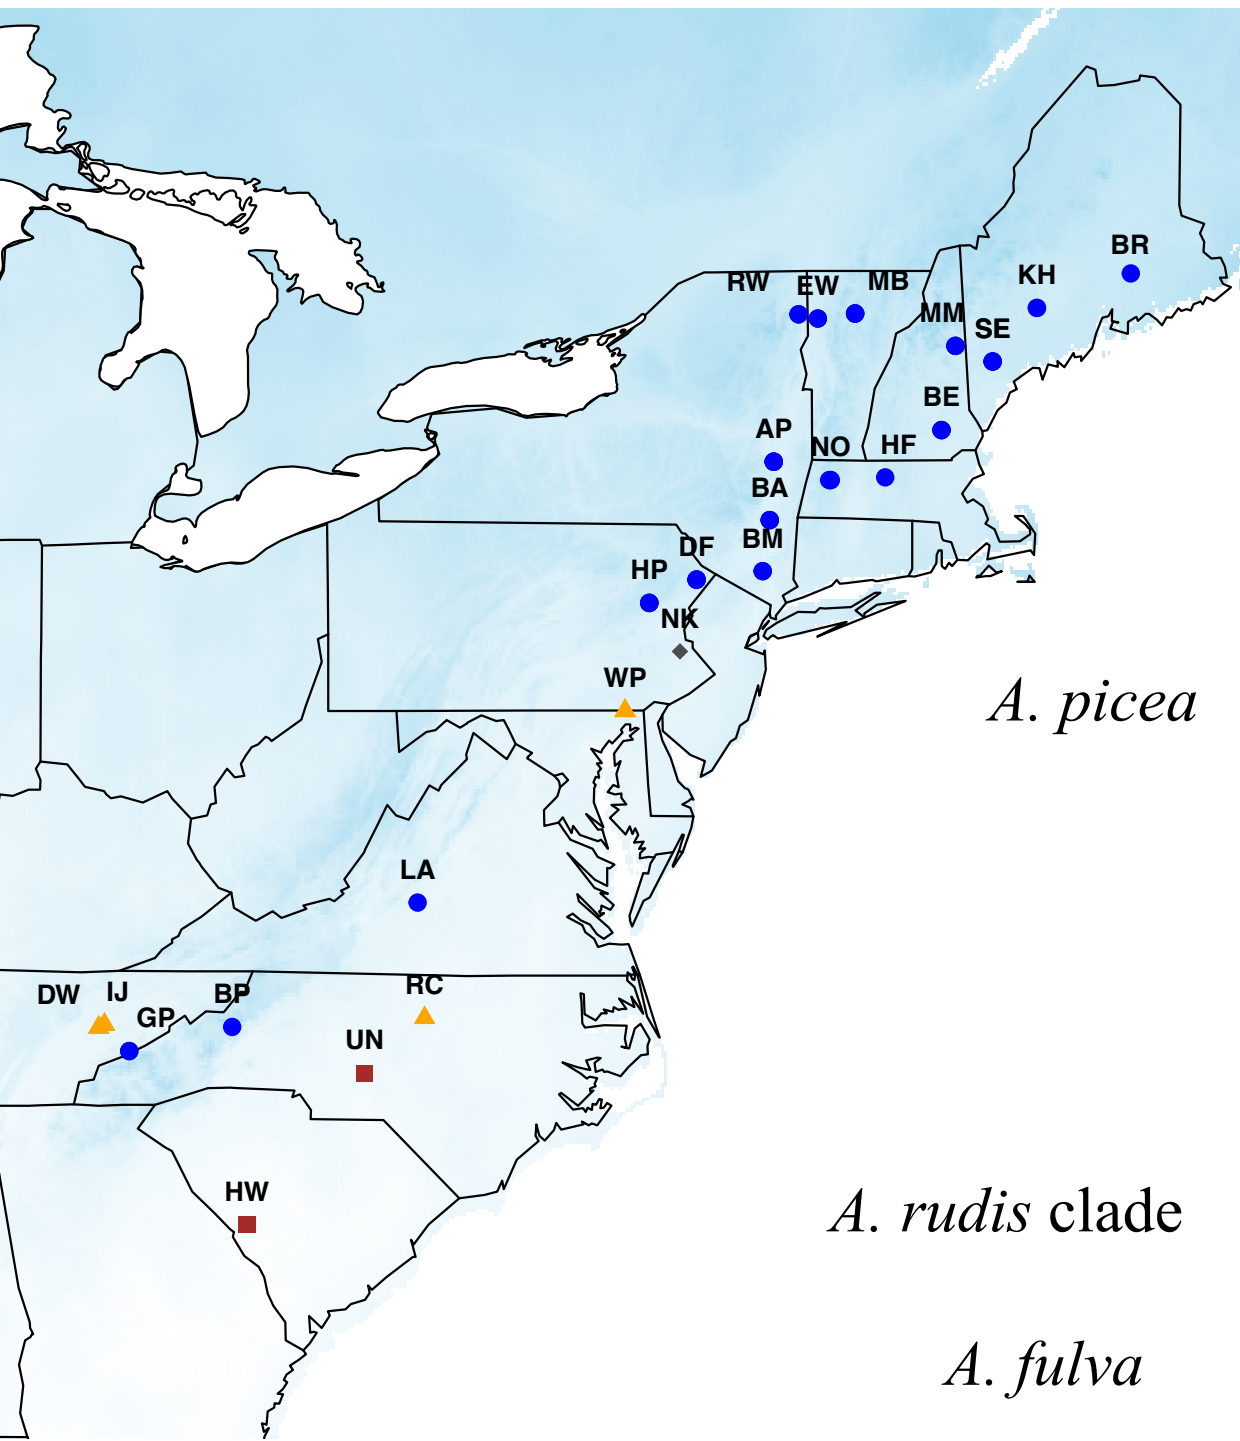 BR
KH
RW
EW
MB
MM
SE
BE
AP
NO
HF
BA
BM
DF
HP
NK
WP
A. picea
LA
DW
IJ
BP
RC
GP
UN
HW
A. rudis clade
A. fulva